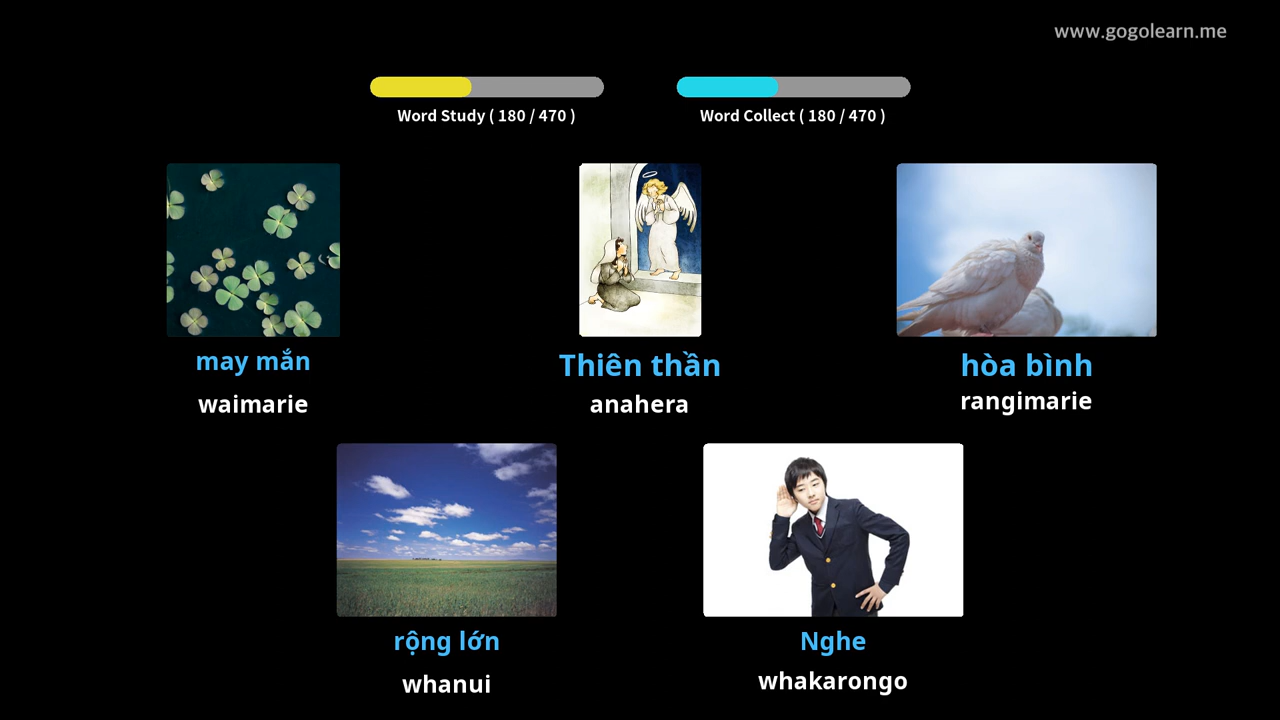 www.gogolearn.me
Word Study ( 180 / 470 )
Word Collect ( 180 / 470 )
may mắn
waimarie
Thiên thần
anahera
hòa bình
rangimarie
rộng lớn
whanui
Nghe
whakarongo